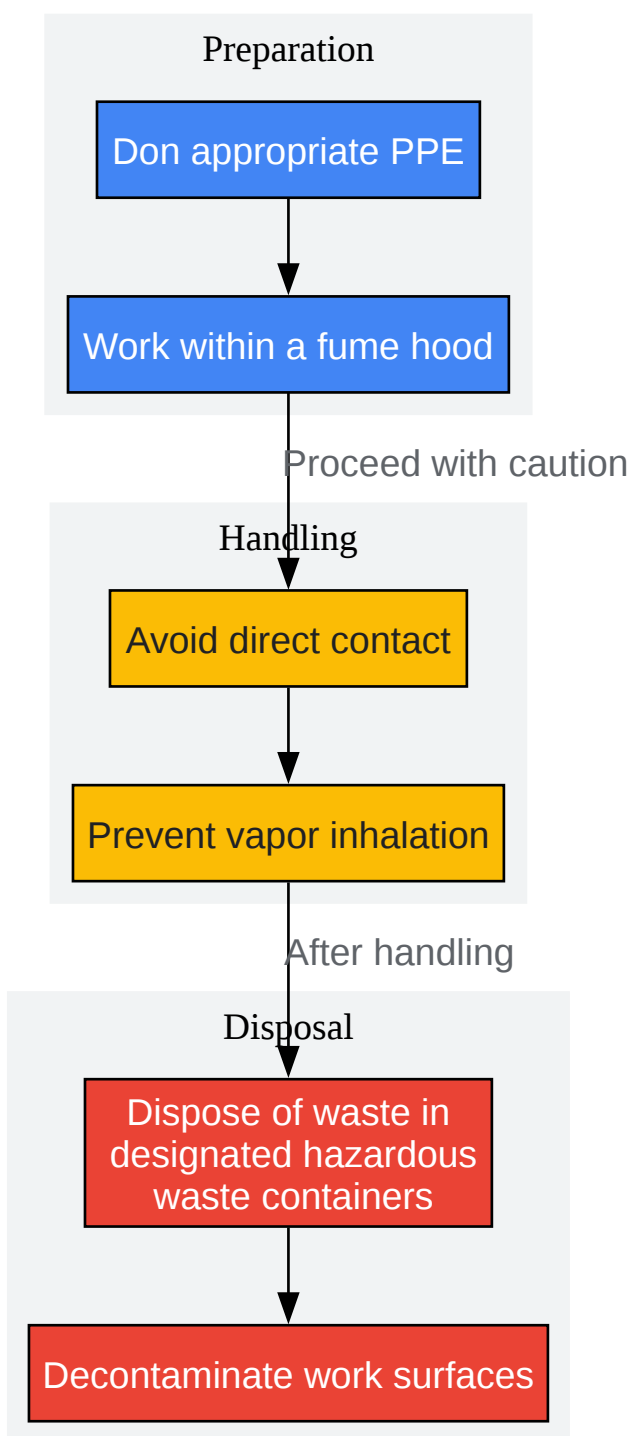 Preparation
Don appropriate PPE
Work within a fume hood
Proceed with caution
Handling
Avoid direct contact
Prevent vapor inhalation
After handling
Disposal
Dispose of waste in
designated hazardous
waste containers
Decontaminate work surfaces